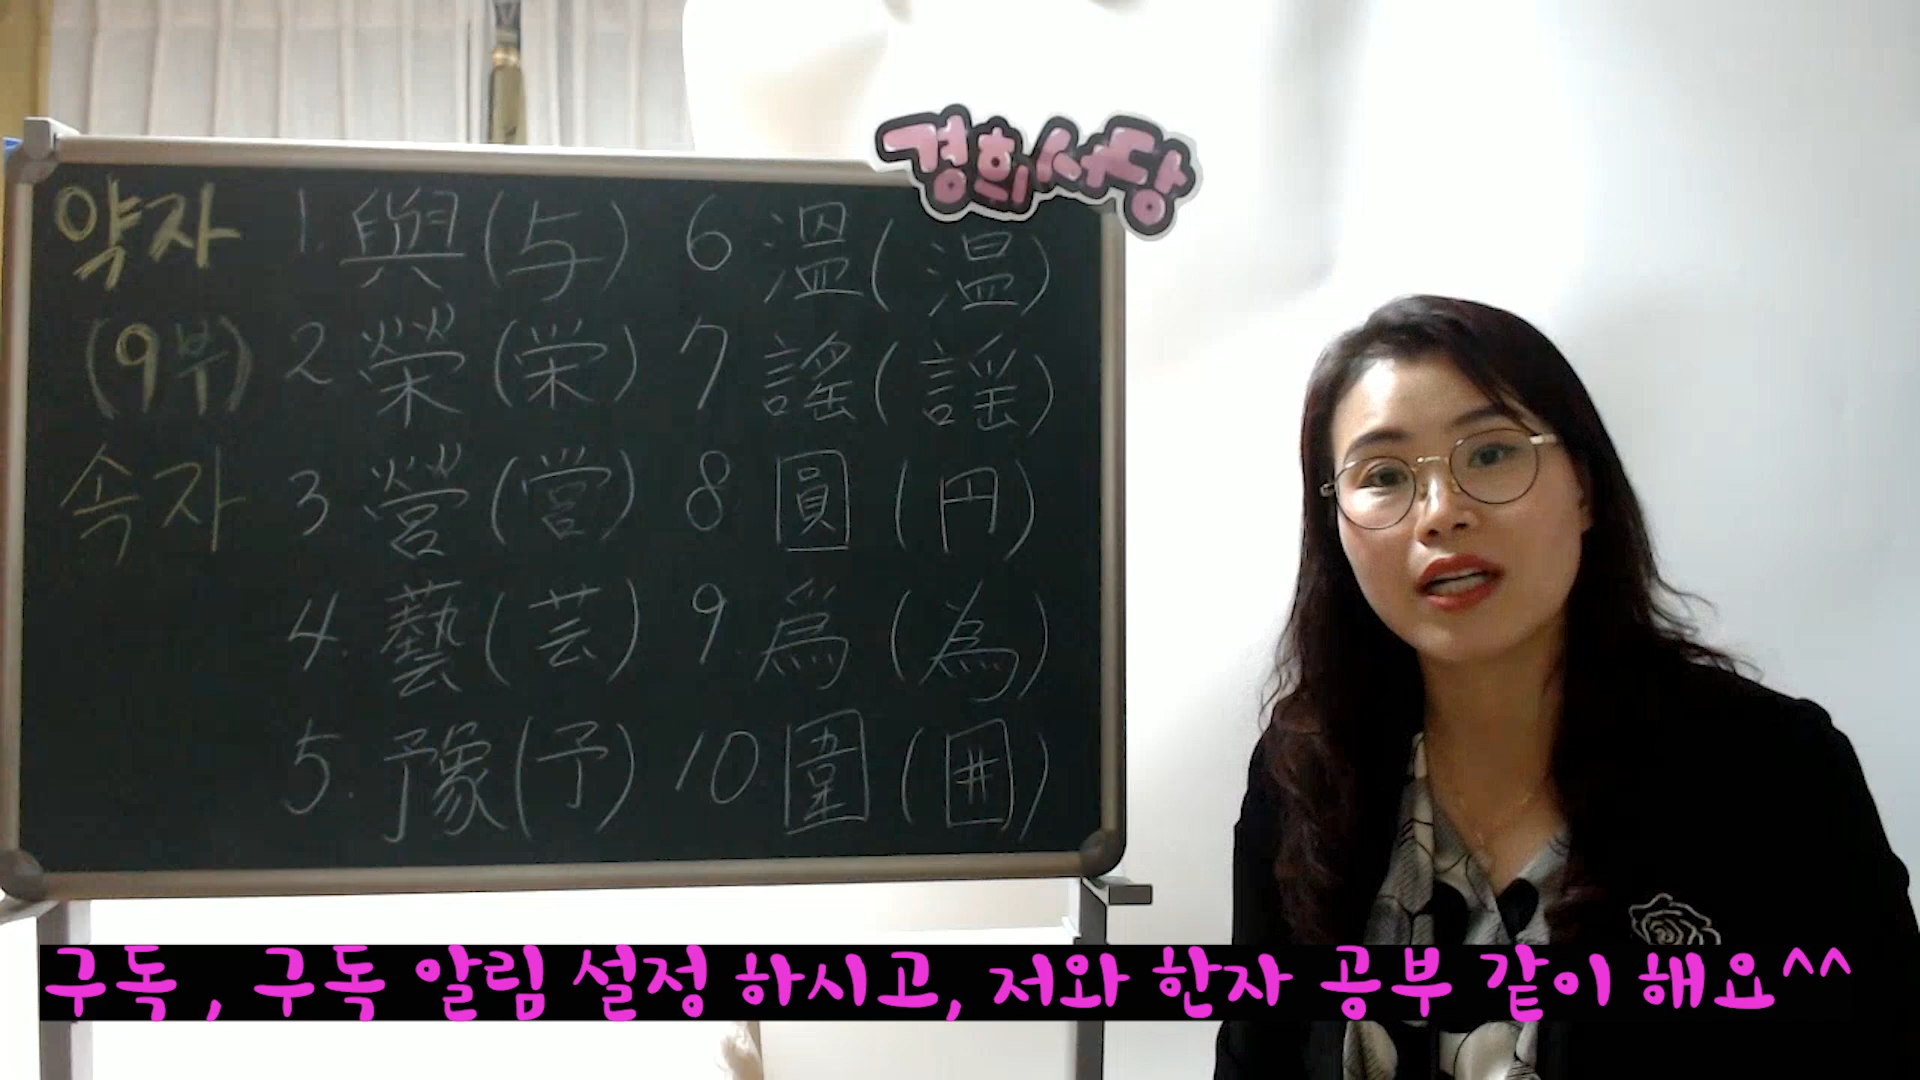 경희서당
약자 1. 與(与) 6 溫(温)
(9부) 2 榮(栄) 7 謠(謡)
속자 3 營(営) 8 圓(円)
4. 藝(芸) 9. 爲(為)
5. 豫(予) 10 圍(囲)
구독, 구독 알림 설정 하시고, 저와 한자 공부 같이 해요^^